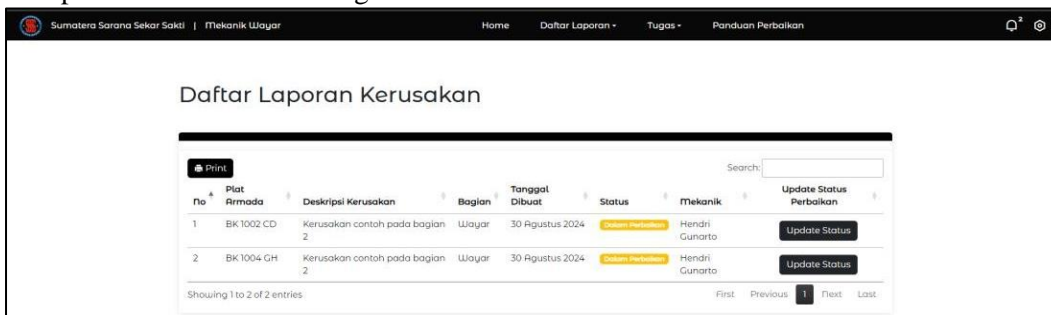 Sumatera Sarana Sekar Sakti | Mekanik Wayar Home Daftar Laporan Tugas Panduan Perbaikan 2
Daftar Laporan Kerusakan
Print Search:
No Plat Armada Deskripsi Kerusakan Bagian Tanggal Dibuat Status Mekanik Update Status Perbaikan
1 BK 1002 CD Kerusakan contoh pada bagian 2 Wayar 30 Agustus 2024 Dalam Perbaikan Hendri Gunarto Update Status
2 BK 1004 GH Kerusakan contoh pada bagian 2 Wayar 30 Agustus 2024 Dalam Perbaikan Hendri Gunarto Update Status
Showing 1 to 2 of 2 entries First Previous 1 Next Last